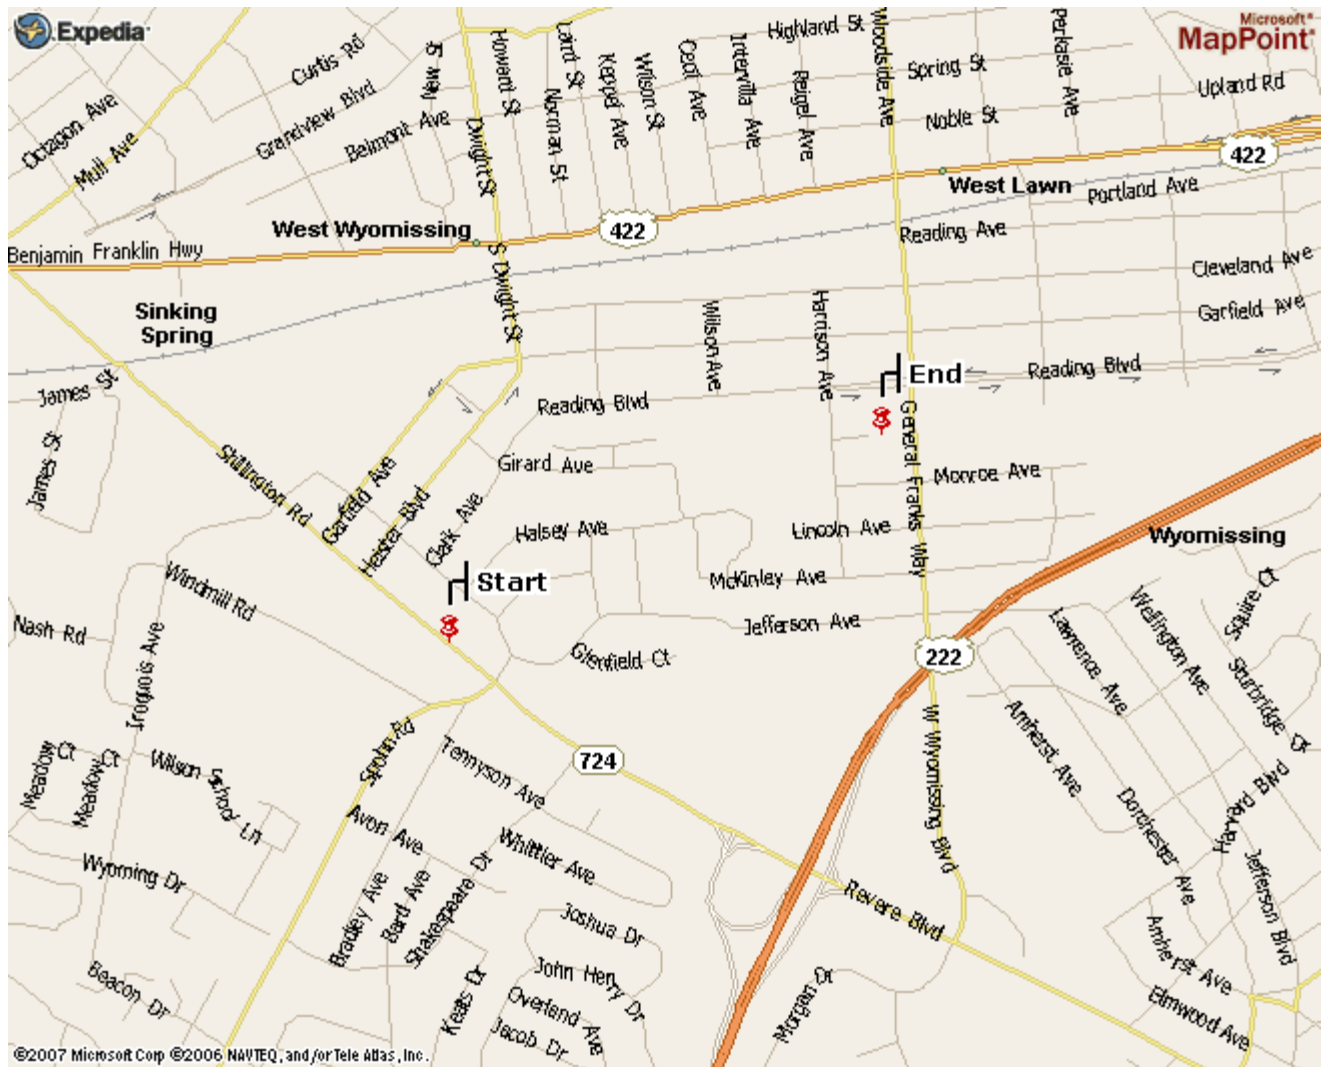 Expedia
Microsoft
MapPoint
Highland St
Woodside Ave
Perkasie Ave
Spring St
Upland Rd
Noble St
Curtis Rd
Octagon Ave
Mull Ave
Grandview Blvd
Belmont Ave
Dwight St
Howard St
Laird St
Norman St
Keppel Ave
Wilson St
Intervilla Ave
Reigel Ave
422
West Lawn
Portland Ave
West Wyomissing
422
Reading Ave
Benjamin Franklin Hwy
Cleveland Ave
S Dwight St
Garfield Ave
Sinking
Spring
Wilson Ave
Harrison Ave
End
Reading Blvd
James St
Reading Blvd
General Franks Way
James St
Shillington Rd
Garfield Ave
Heister Blvd
Clark Ave
Girard Ave
Monroe Ave
Halsey Ave
Lincoln Ave
Wyomissing
Start
McKinley Ave
Windmill Rd
Nash Rd
Jefferson Ave
Squire Ct
Wellington Ave
Lawrence Ave
Glenfield Ct
222
Iroquois Ave
Sturbridge Dr
Amherst Ave
W Wyomissing Blvd
Meadow Ct
Meadow Ct
Wilson School Ln
Spohn Rd
Tennyson Ave
724
Dorchester Ave
Harvard Blvd
Avon Ave
Whittier Ave
Wyoming Dr
Bradley Ave
Bard Ave
Shakespeare Dr
Revere Blvd
Jefferson Blvd
Joshua Dr
Amherst Ave
John Henry Dr
Beacon Dr
Keats Dr
Overland Ave
Morgan Dr
Elmwood Ave
Jacob Dr
©2007 Microsoft Corp ©2006 NAVTEQ, and/or Tele Atlas, Inc.